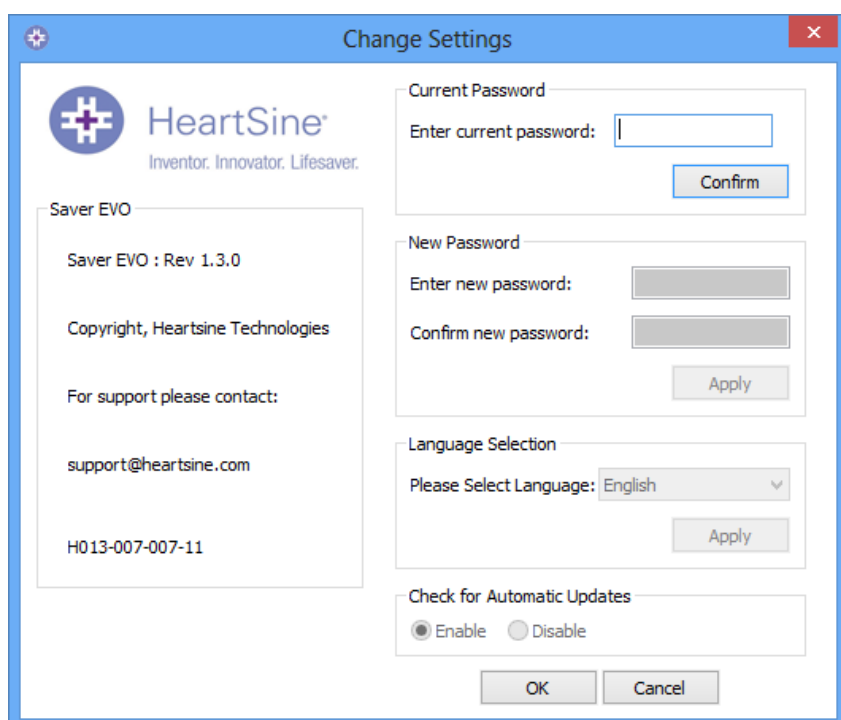 Change Settings
HeartSine®
Inventor. Innovator. Lifesaver.
Saver EVO
Saver EVO : Rev 1.3.0
Copyright, Heartsine Technologies
For support please contact:
support@heartsine.com
H013-007-007-11
Current Password
Enter current password:
Confirm
New Password
Enter new password:
Confirm new password:
Apply
Language Selection
Please Select Language: English
Apply
Check for Automatic Updates
Enable Disable
OK Cancel